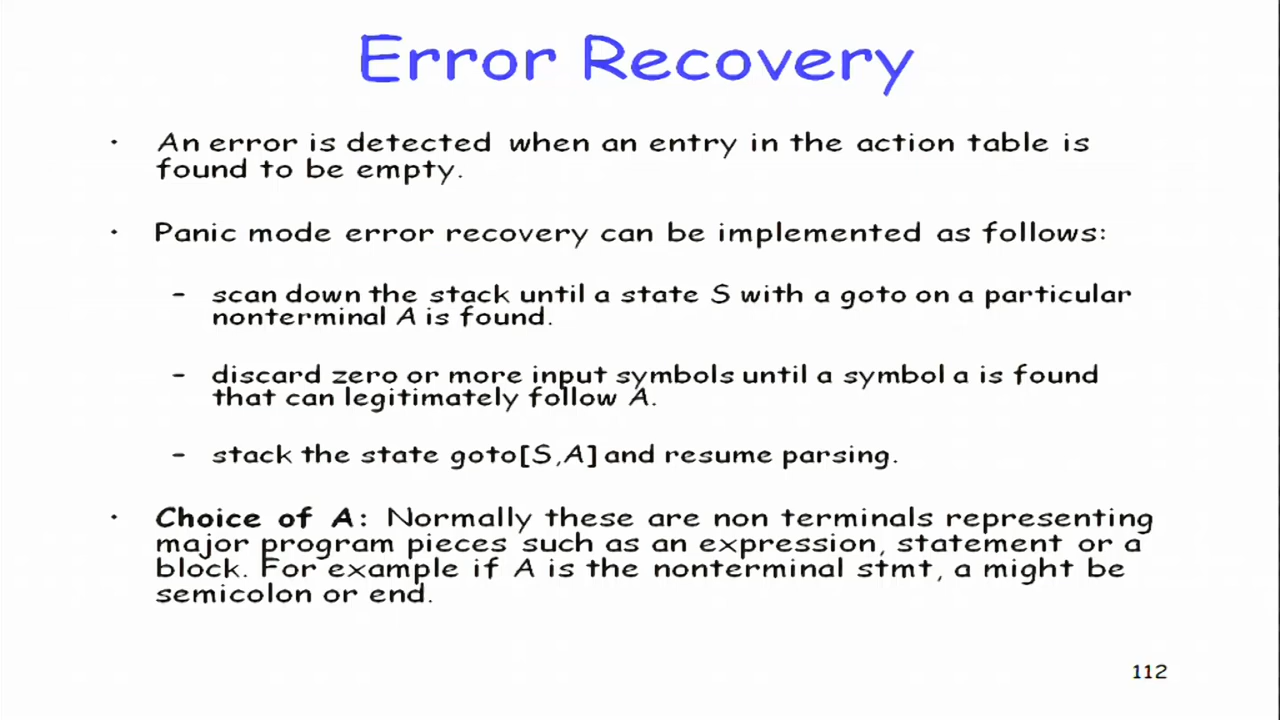 Error Recovery
· An error is detected when an entry in the action table is
found to be empty.
· Panic mode error recovery can be implemented as follows:
– scan down the stack until a state S with a goto on a particular
nonterminal A is found.
– discard zero or more input symbols until a symbol a is found
that can legitimately follow A.
– stack the state goto[S,A] and resume parsing.
· Choice of A: Normally these are non terminals representing
major program pieces such as an expression, statement or a
block. For example if A is the nonterminal stmt, a might be
semicolon or end.
112